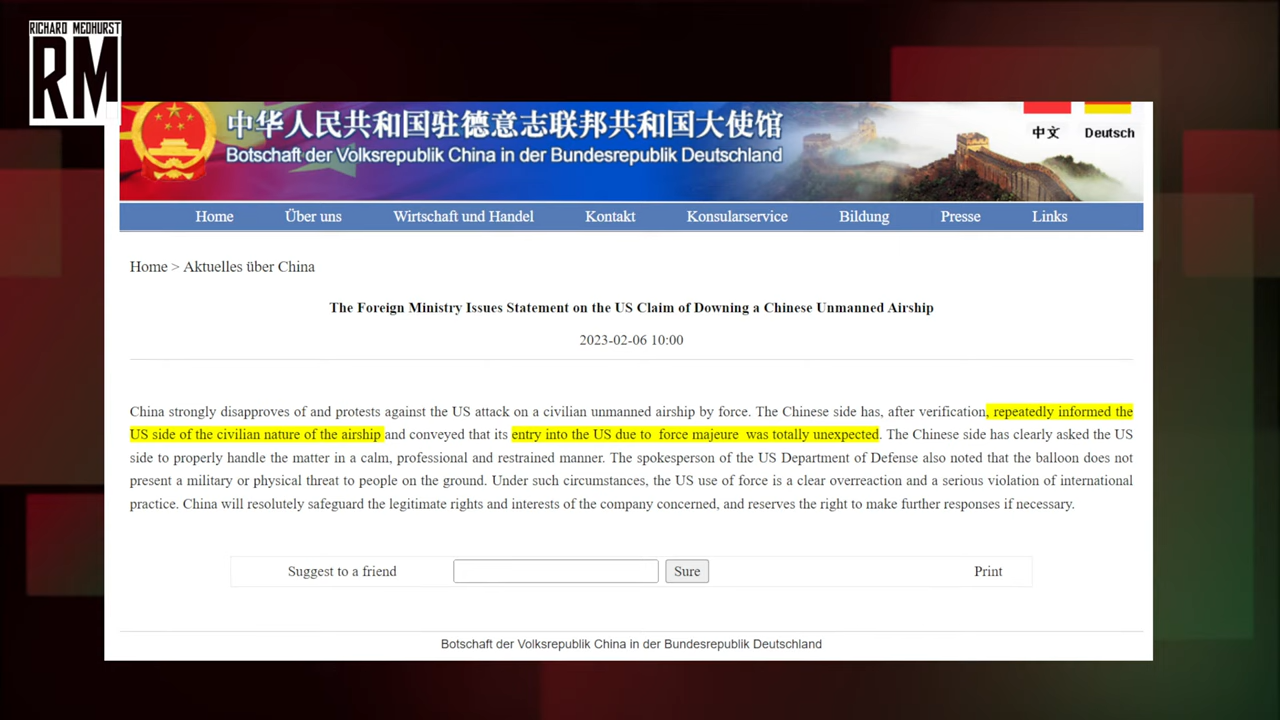 RICHARD MEDHURST
RM
中华人民共和国驻德意志联邦共和国大使馆
Botschaft der Volksrepublik China in der Bundesrepublik Deutschland
中文 Deutsch
Home Über uns Wirtschaft und Handel Kontakt Konsularservice Bildung Presse Links
Home > Aktuelles über China
The Foreign Ministry Issues Statement on the US Claim of Downing a Chinese Unmanned Airship
2023-02-06 10:00
China strongly disapproves of and protests against the US attack on a civilian unmanned airship by force. The Chinese side has, after verification, repeatedly informed the
US side of the civilian nature of the airship and conveyed that its entry into the US due to force majeure was totally unexpected. The Chinese side has clearly asked the US
side to properly handle the matter in a calm, professional and restrained manner. The spokesperson of the US Department of Defense also noted that the balloon does not
present a military or physical threat to people on the ground. Under such circumstances, the US use of force is a clear overreaction and a serious violation of international
practice. China will resolutely safeguard the legitimate rights and interests of the company concerned, and reserves the right to make further responses if necessary.
Suggest to a friend Sure Print
Botschaft der Volksrepublik China in der Bundesrepublik Deutschland